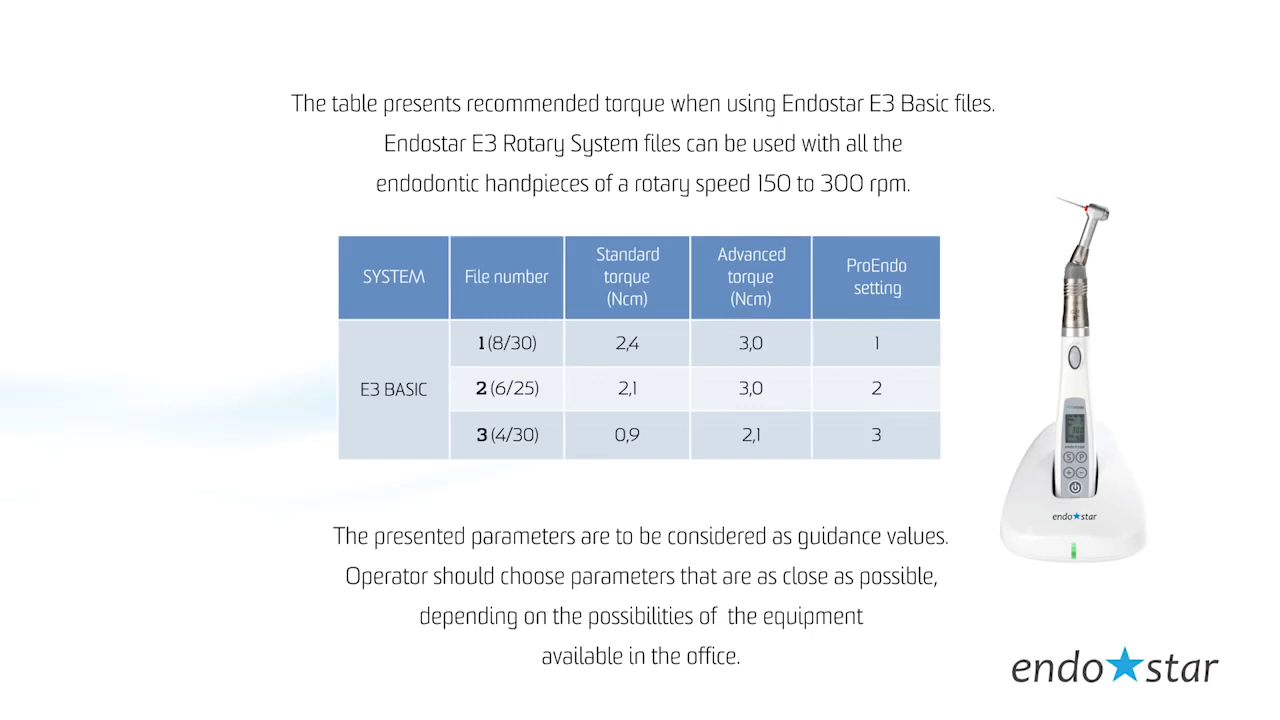 The table presents recommended torque when using Endostar E3 Basic files.
Endostar E3 Rotary System files can be used with all the
endodontic handpieces of a rotary speed 150 to 300 rpm.
SYSTEM File number Standard torque (Ncm) Advanced torque (Ncm) ProEndo setting
E3 BASIC
1 (8/30) 2,4 3,0 1
2 (6/25) 2,1 3,0 2
3 (4/30) 0,9 2,1 3
S P
+ −
endo★star
The presented parameters are to be considered as guidance values.
Operator should choose parameters that are as close as possible,
depending on the possibilities of the equipment
available in the office.
endo★star